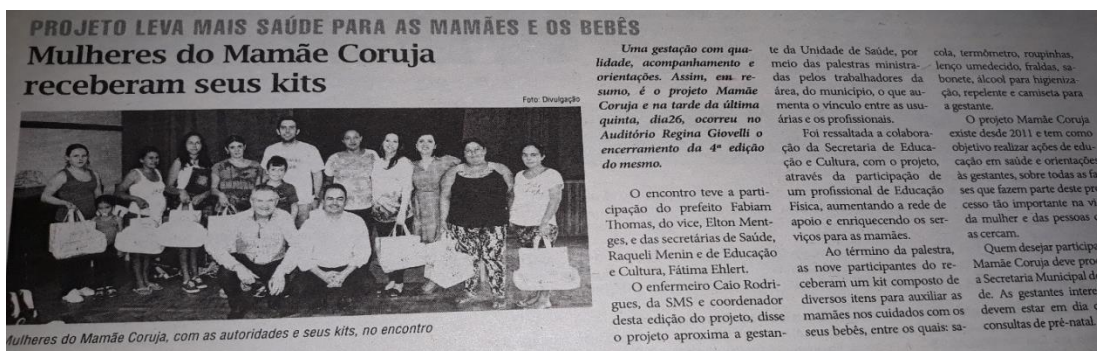 PROJETO LEVA MAIS SAÚDE PARA AS MAMÃES E OS BEBÊS
Mulheres do Mamãe Coruja
receberam seus kits
Foto: Divulgação
Mulheres do Mamãe Coruja, com as autoridades e seus kits, no encontro
Uma gestação com qua-
lidade, acompanhamento e
orientações. Assim, em re-
sumo, é o projeto Mamãe
Coruja e na tarde da última
quinta, dia26, ocorreu no
Auditório Regina Giovelli o
encerramento da 4ª edição
do mesmo.
O encontro teve a parti-
cipação do prefeito Fabiam
Thomas, do vice, Elton Ment-
ges, e das secretárias de Saúde,
Raqueli Menin e de Educação
e Cultura, Fátima Ehlert.
O enfermeiro Caio Rodri-
gues, da SMS e coordenador
desta edição do projeto, disse
o projeto aproxima a gestan-
te da Unidade de Saúde, por
meio das palestras ministra-
das pelos trabalhadores da
área, do município, o que au-
menta o vínculo entre as usu-
árias e os profissionais.
Foi ressaltada a colabora-
ção da Secretaria de Educa-
ção e Cultura, com o projeto,
através da participação de
um profissional de Educação
Física, aumentando a rede de
apoio e enriquecendo os ser-
viços para as mamães.
Ao término da palestra,
as nove participantes do re-
ceberam um kit composto de
diversos itens para auxiliar as
mamães nos cuidados com os
seus bebês, entre os quais: sa-
cola, termômetro, roupinhas,
lenço umedecido, fraldas, sa-
bonete, álcool para higieniza-
ção, repelente e camiseta para
a gestante.
O projeto Mamãe Coruja
existe desde 2011 e tem como
objetivo realizar ações de edu-
cação em saúde e orientações
às gestantes, sobre todas as fa
ses que fazem parte deste pr
cesso tão importante na vi
da mulher e das pessoas
as cercam.
Quem desejar participa
Mamãe Coruja deve pro
a Secretaria Municipal d
de. As gestantes intere
devem estar em dia
consultas de pré-natal.